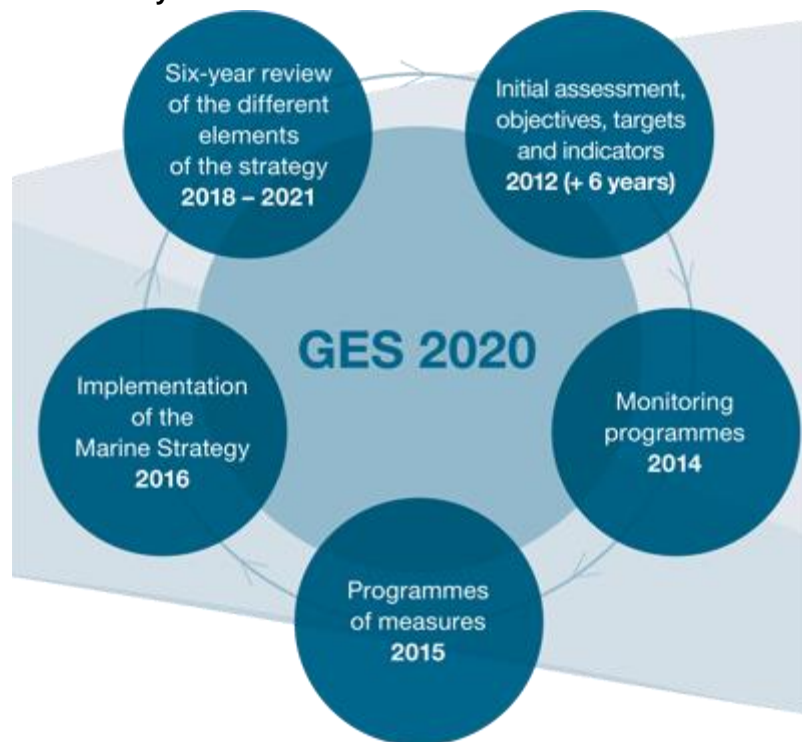 Six-year review
of the different
elements
of the strategy
2018 – 2021
Initial assessment,
objectives, targets
and indicators
2012 (+ 6 years)
GES 2020
Implementation
of the
Marine Strategy
2016
Monitoring
programmes
2014
Programmes
of measures
2015